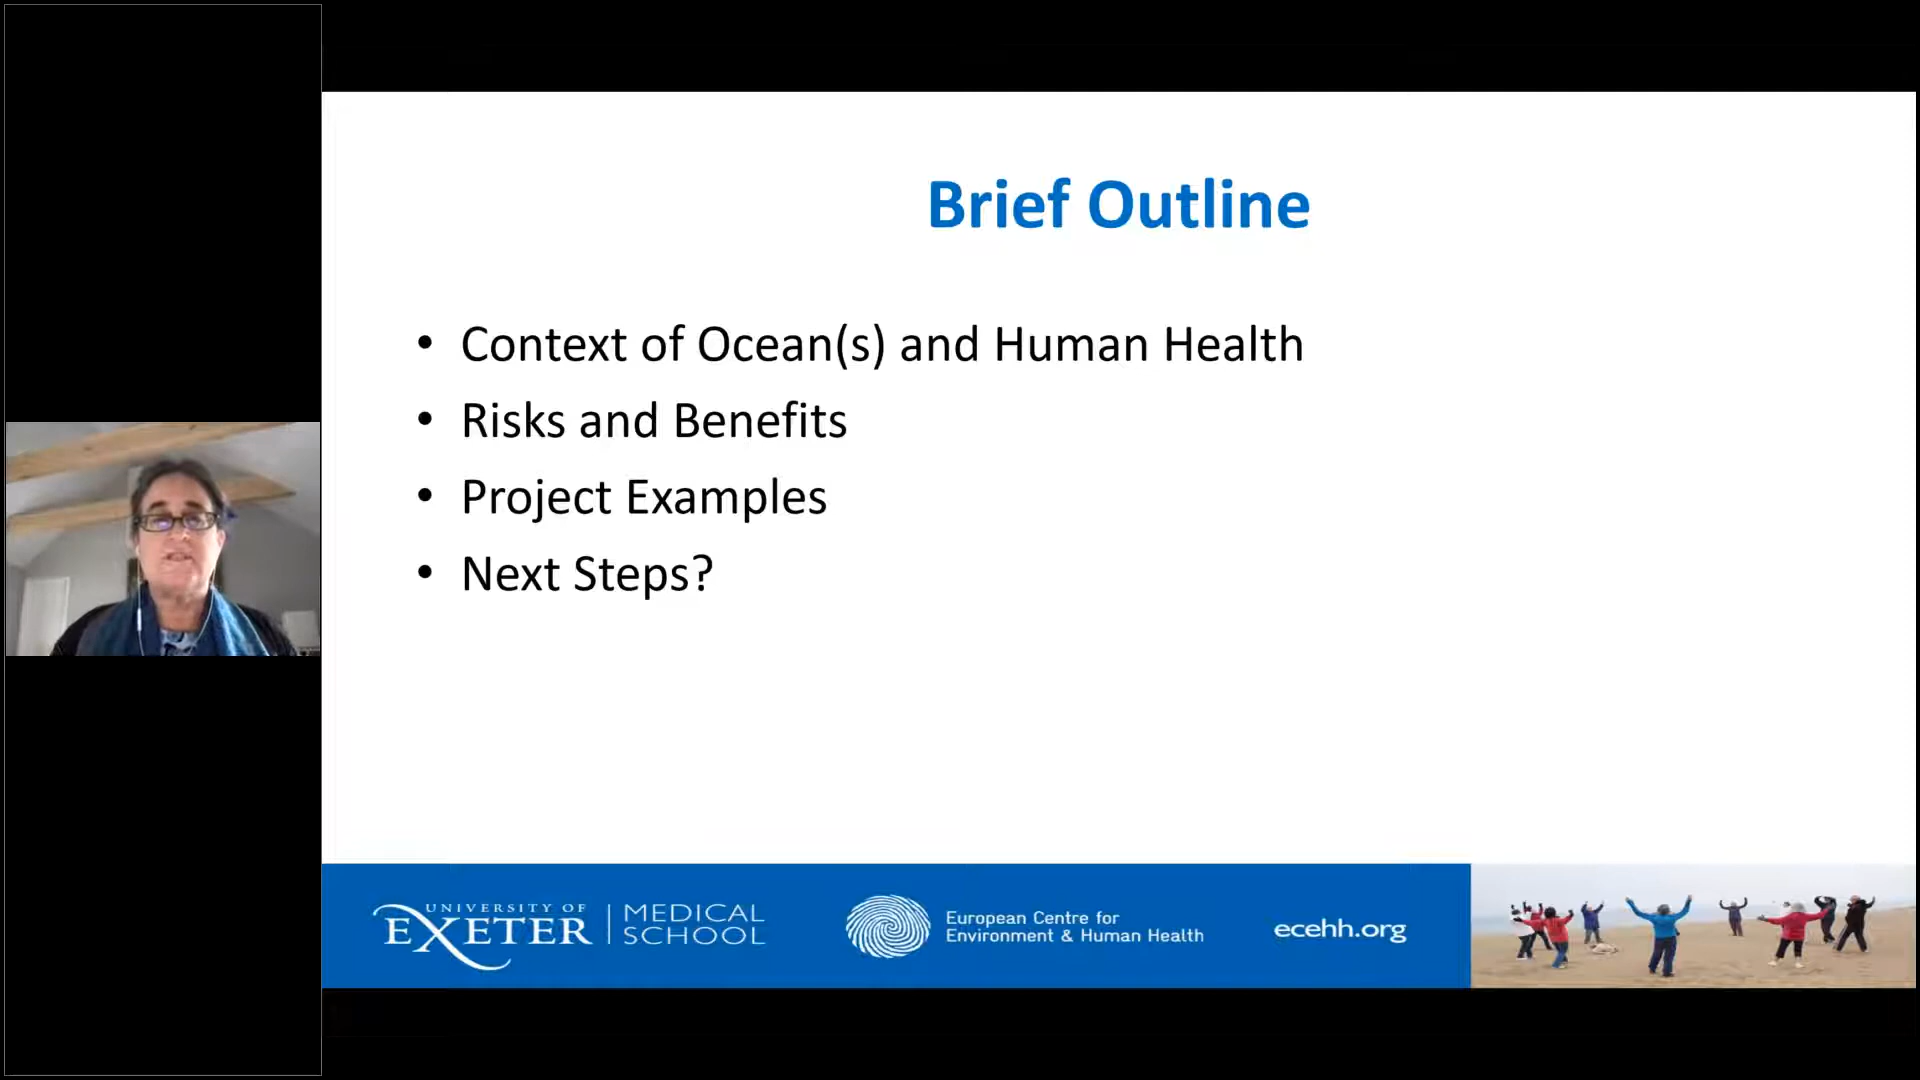 Brief Outline
• Context of Ocean(s) and Human Health
• Risks and Benefits
• Project Examples
• Next Steps?
UNIVERSITY OF
EXETER
MEDICAL
SCHOOL
European Centre for
Environment & Human Health
ecehh.org